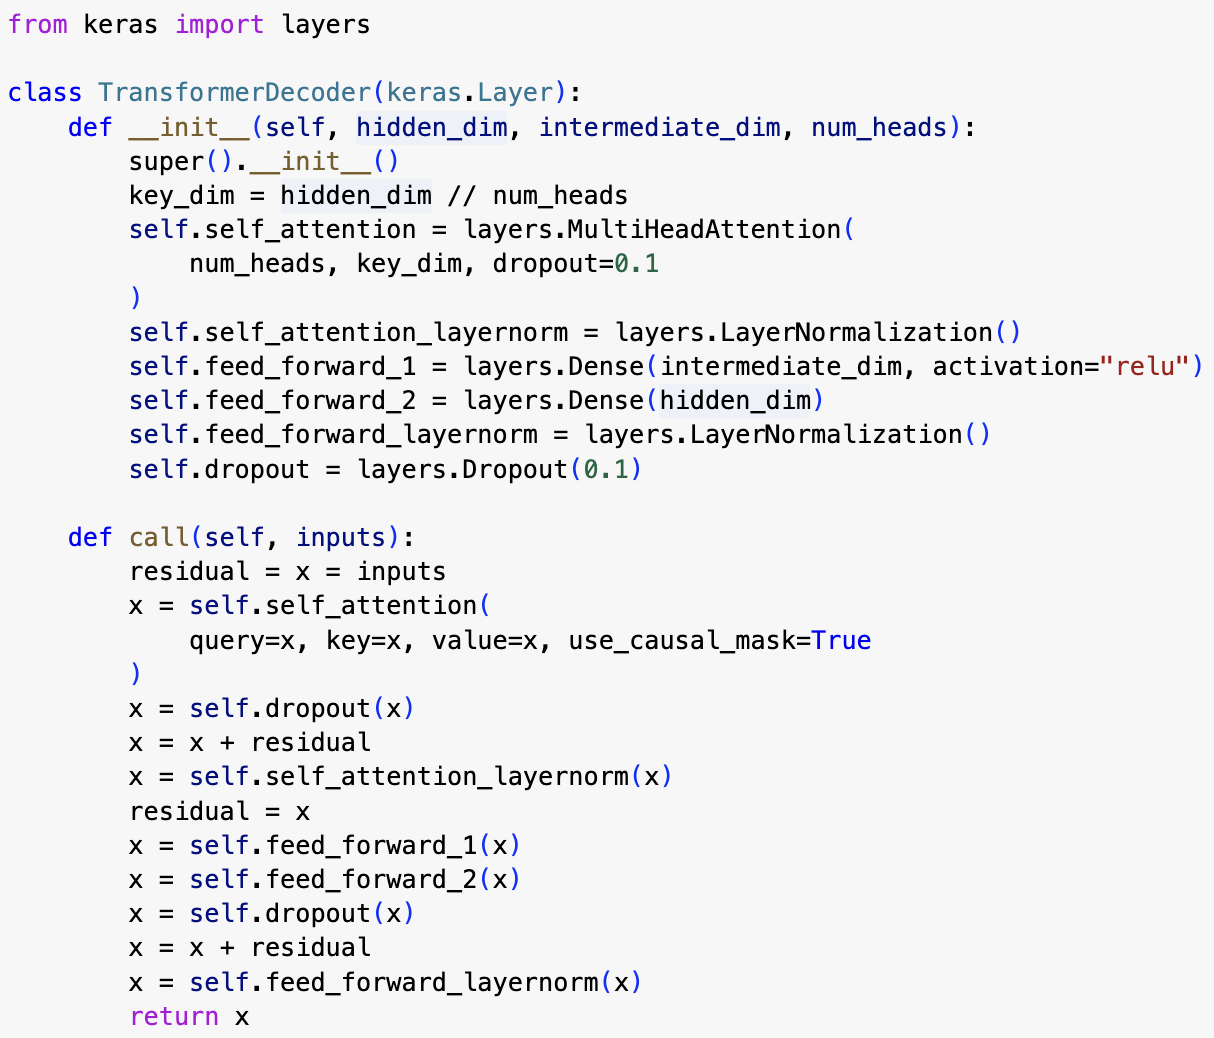 from keras import layers

class TransformerDecoder(keras.Layer):
    def __init__(self, hidden_dim, intermediate_dim, num_heads):
        super().__init__()
        key_dim = hidden_dim // num_heads
        self.self_attention = layers.MultiHeadAttention(
            num_heads, key_dim, dropout=0.1
        )
        self.self_attention_layernorm = layers.LayerNormalization()
        self.feed_forward_1 = layers.Dense(intermediate_dim, activation="relu")
        self.feed_forward_2 = layers.Dense(hidden_dim)
        self.feed_forward_layernorm = layers.LayerNormalization()
        self.dropout = layers.Dropout(0.1)

    def call(self, inputs):
        residual = x = inputs
        x = self.self_attention(
            query=x, key=x, value=x, use_causal_mask=True
        )
        x = self.dropout(x)
        x = x + residual
        x = self.self_attention_layernorm(x)
        residual = x
        x = self.feed_forward_1(x)
        x = self.feed_forward_2(x)
        x = self.dropout(x)
        x = x + residual
        x = self.feed_forward_layernorm(x)
        return x